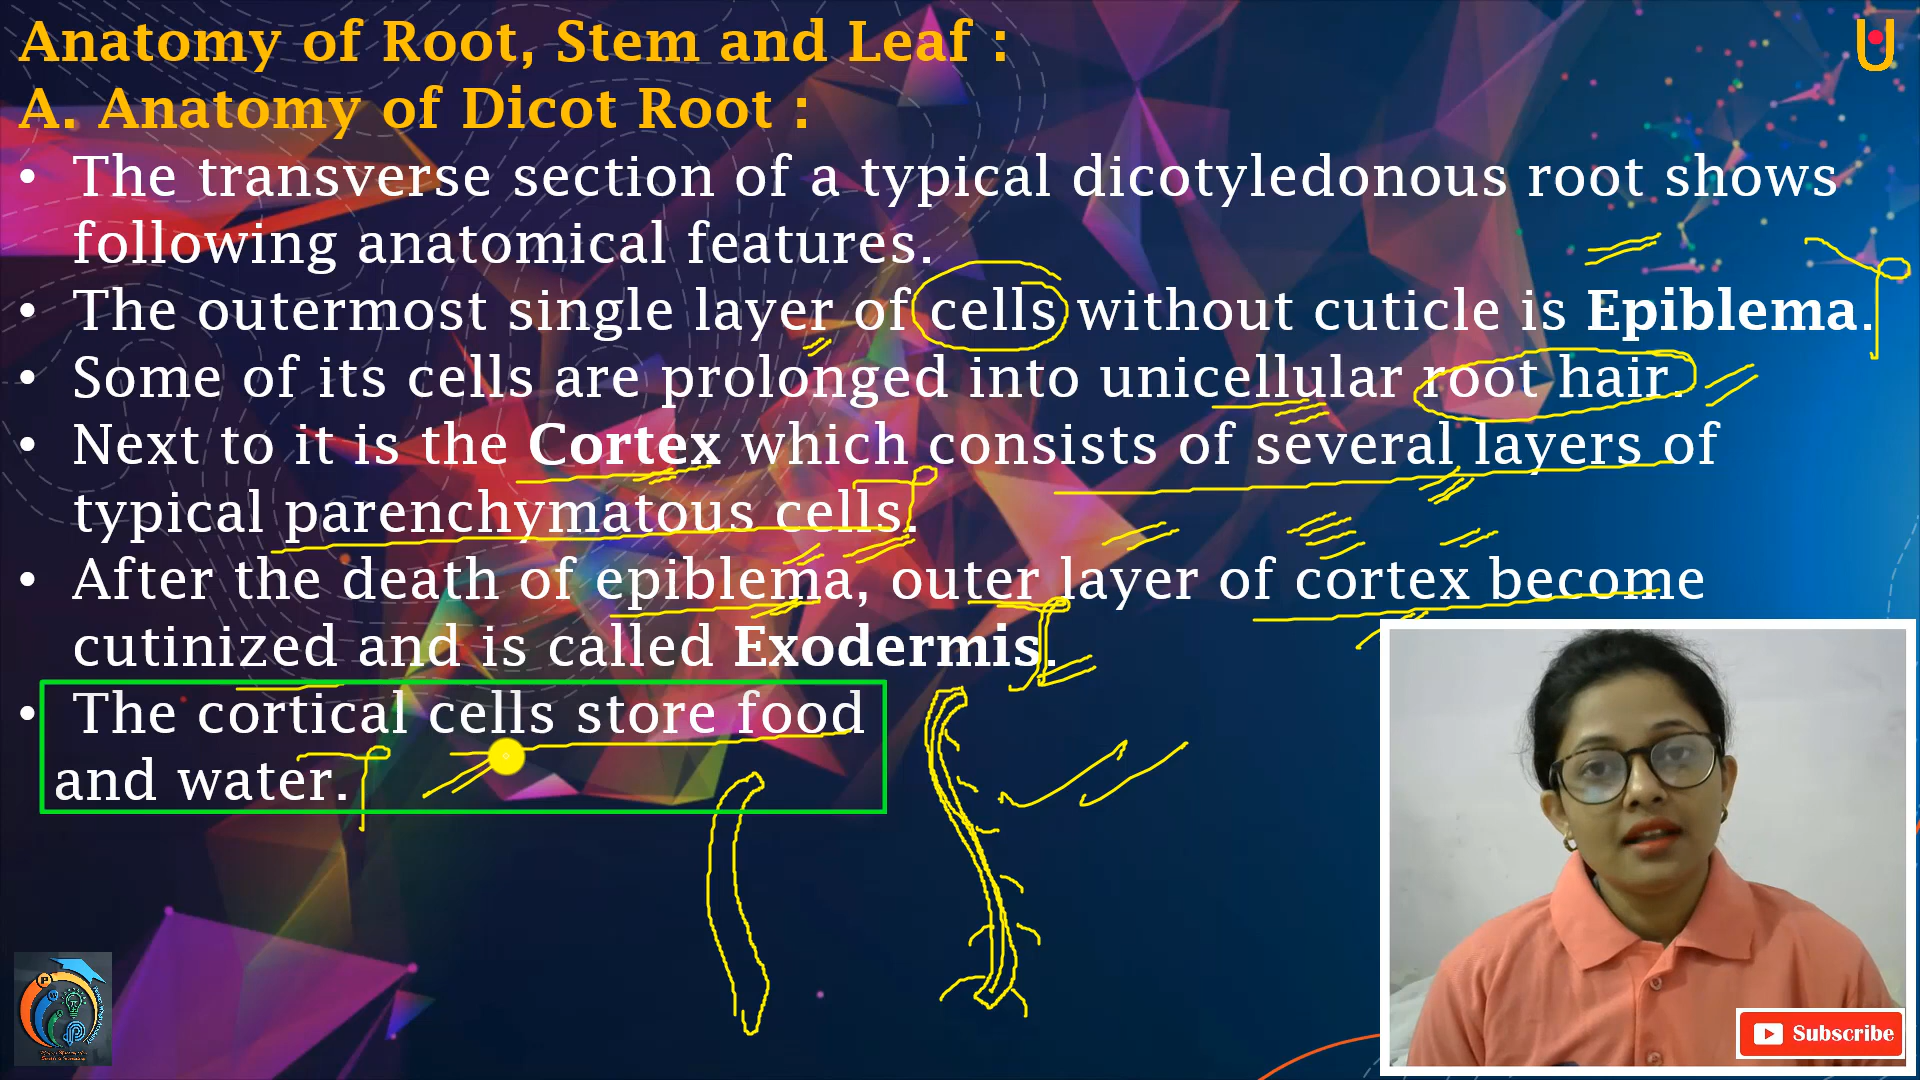 Anatomy of Root, Stem and Leaf :
A. Anatomy of Dicot Root :
• The transverse section of a typical dicotyledonous root shows
following anatomical features.
• The outermost single layer of cells without cuticle is Epiblema.
• Some of its cells are prolonged into unicellular root hair.
• Next to it is the Cortex which consists of several layers of
typical parenchymatous cells.
• After the death of epiblema, outer layer of cortex become
cutinized and is called Exodermis.
• The cortical cells store food
and water.
Subscribe